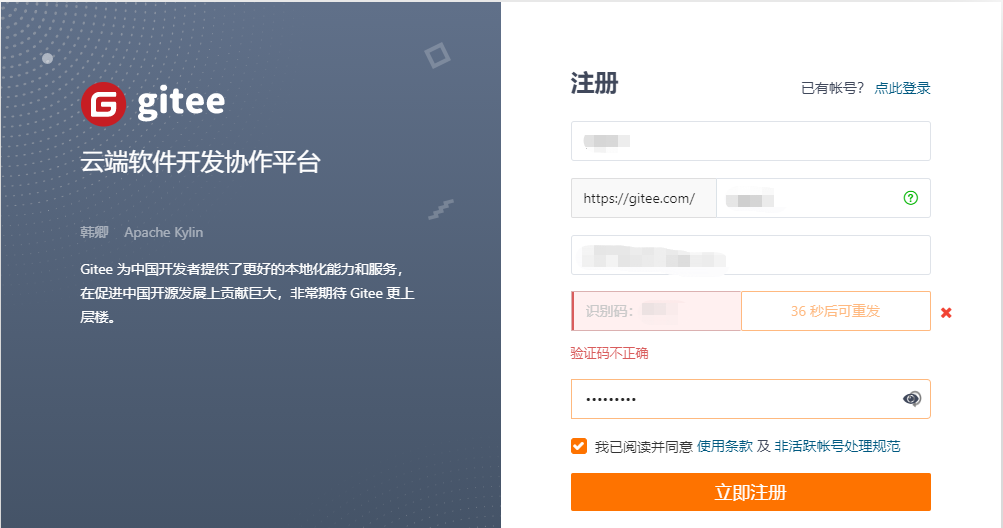 gitee
云端软件开发协作平台
韩卿 Apache Kylin
Gitee 为中国开发者提供了更好的本地化能力和服务，
在促进中国开源发展上贡献巨大，非常期待 Gitee 更上
层楼。
注册
已有帐号？ 点此登录
https://gitee.com/
识别码：
36 秒后可重发
验证码不正确
我已阅读并同意 使用条款 及 非活跃帐号处理规范
立即注册